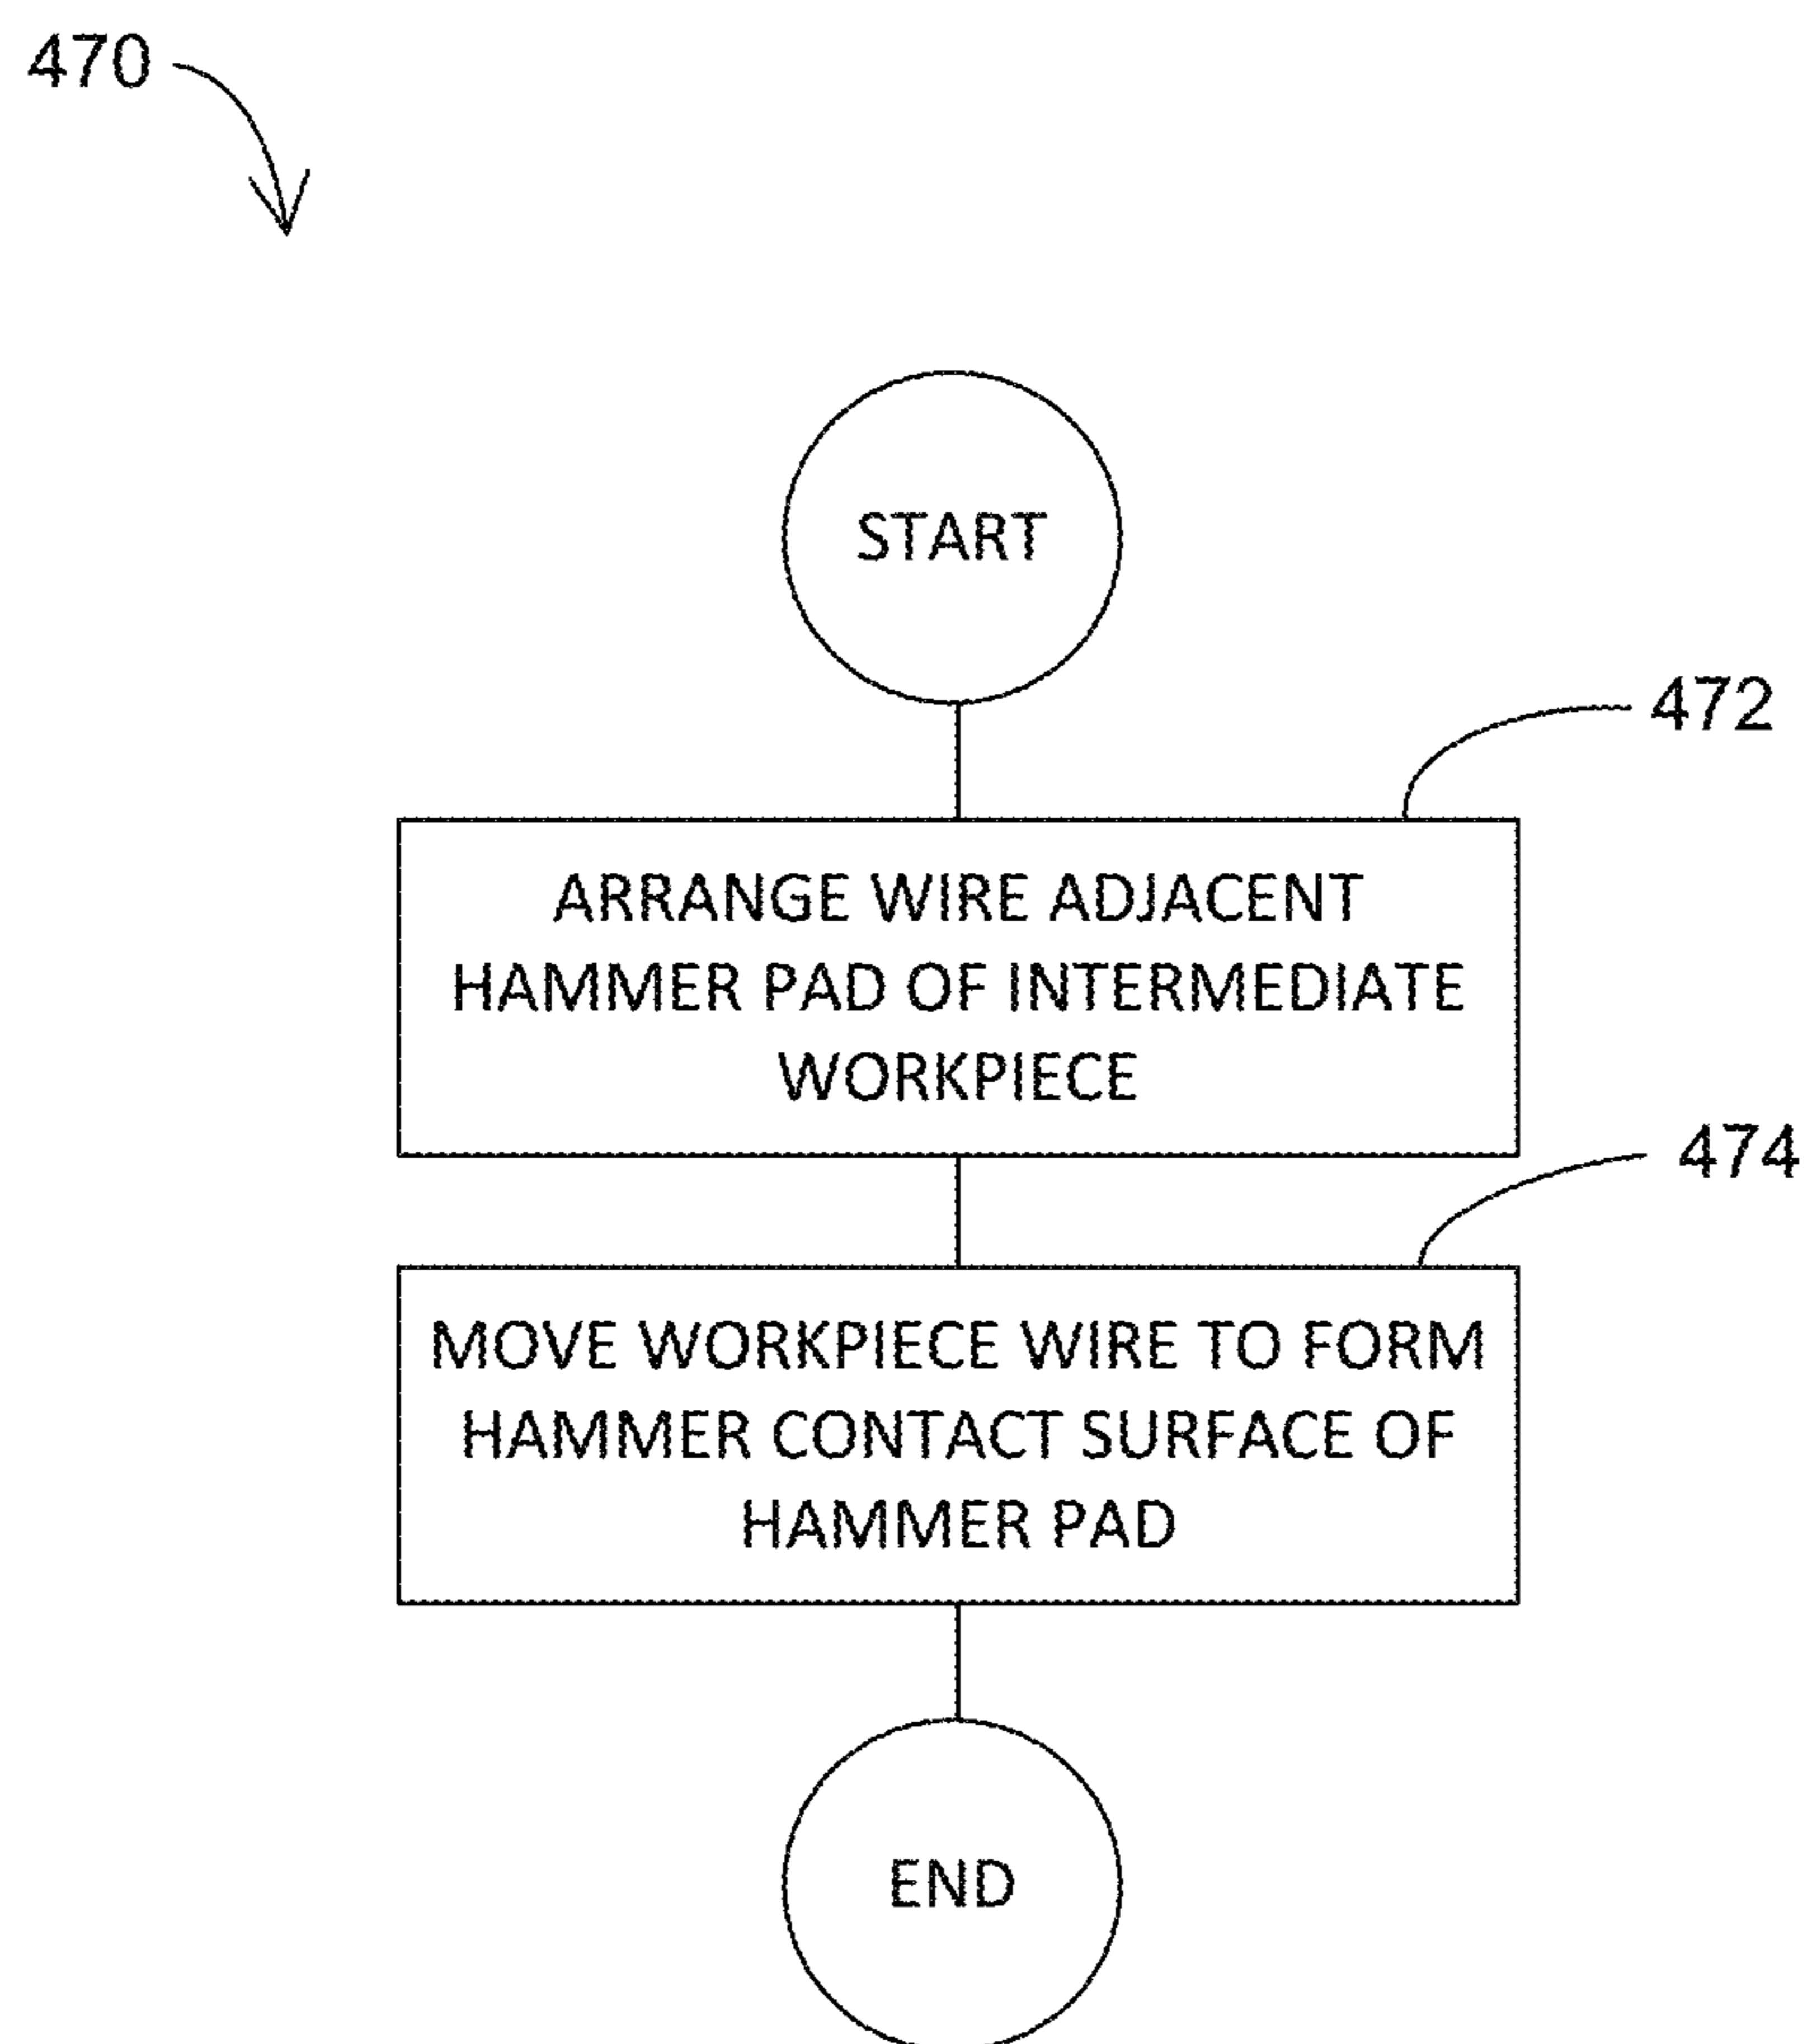 470
START
472
ARRANGE WIRE ADJACENT
HAMMER PAD OF INTERMEDIATE
WORKPIECE
474
MOVE WORKPIECE WIRE TO FORM
HAMMER CONTACT SURFACE OF
HAMMER PAD
END